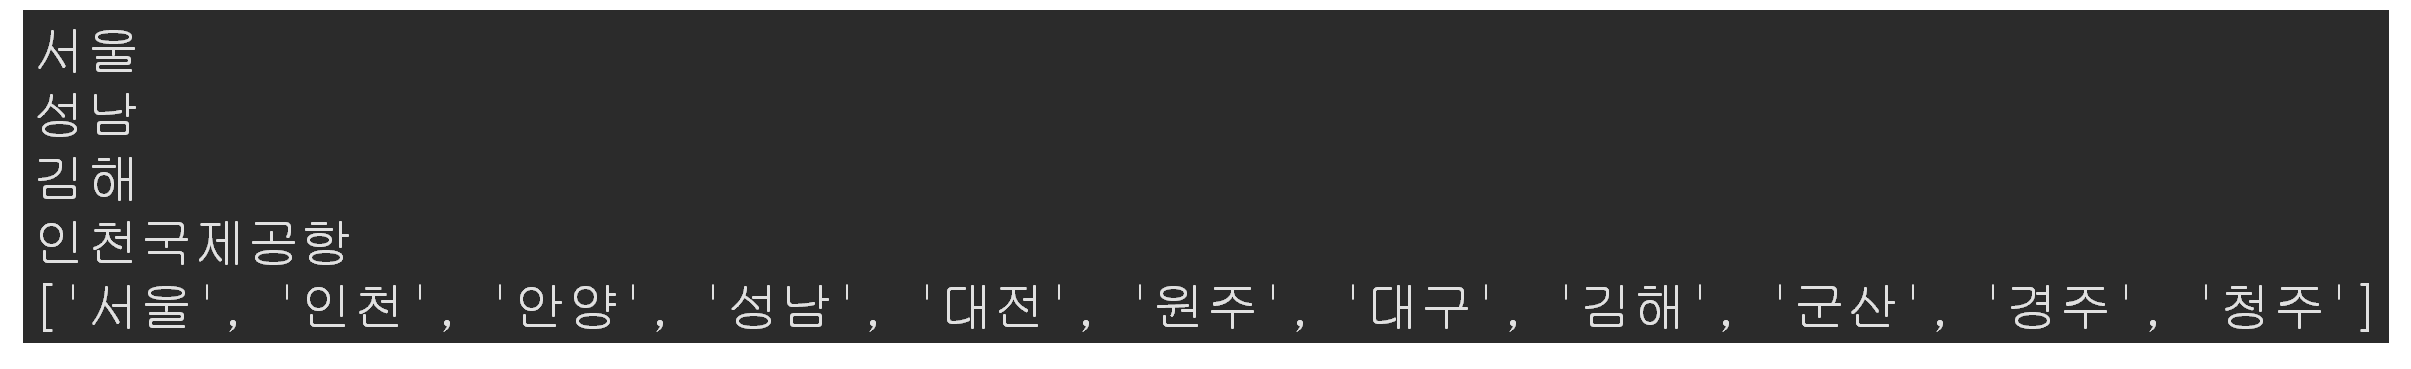 서울
성남
김해
인천국제공항
['서울', '인천', '안양', '성남', '대전', '원주', '대구', '김해', '군산', '경주', '청주']